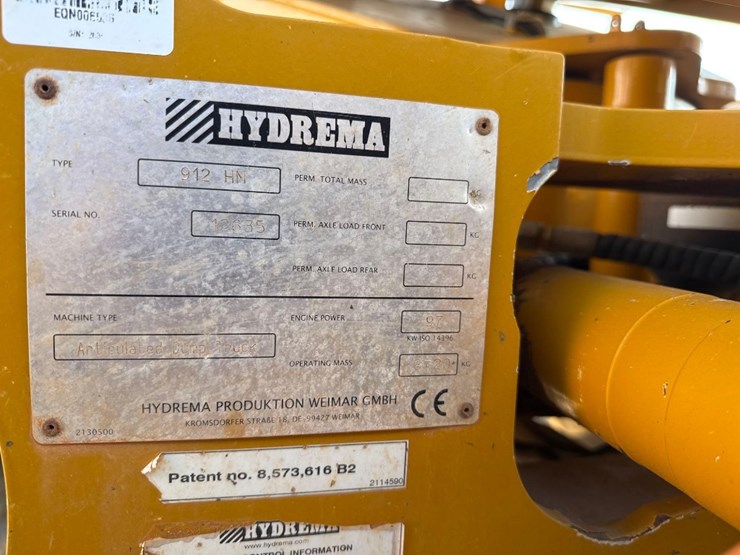 HYDREMA
TYPE 912 HM PERM. TOTAL MASS KG
SERIAL NO. PERM. AXLE LOAD FRONT KG
PERM. AXLE LOAD REAR KG
MACHINE TYPE ENGINE POWER 97
KW ISO 14396
Articulated Dump Truck OPERATING MASS KG
HYDREMA PRODUKTION WEIMAR GMBH CE
KROMSDORFER STRAßE 18, DE-99427 WEIMAR
2130500
Patent no. 8,573,616 B2
2114590
HYDREMA
www.hydrema.com
INFORMATION